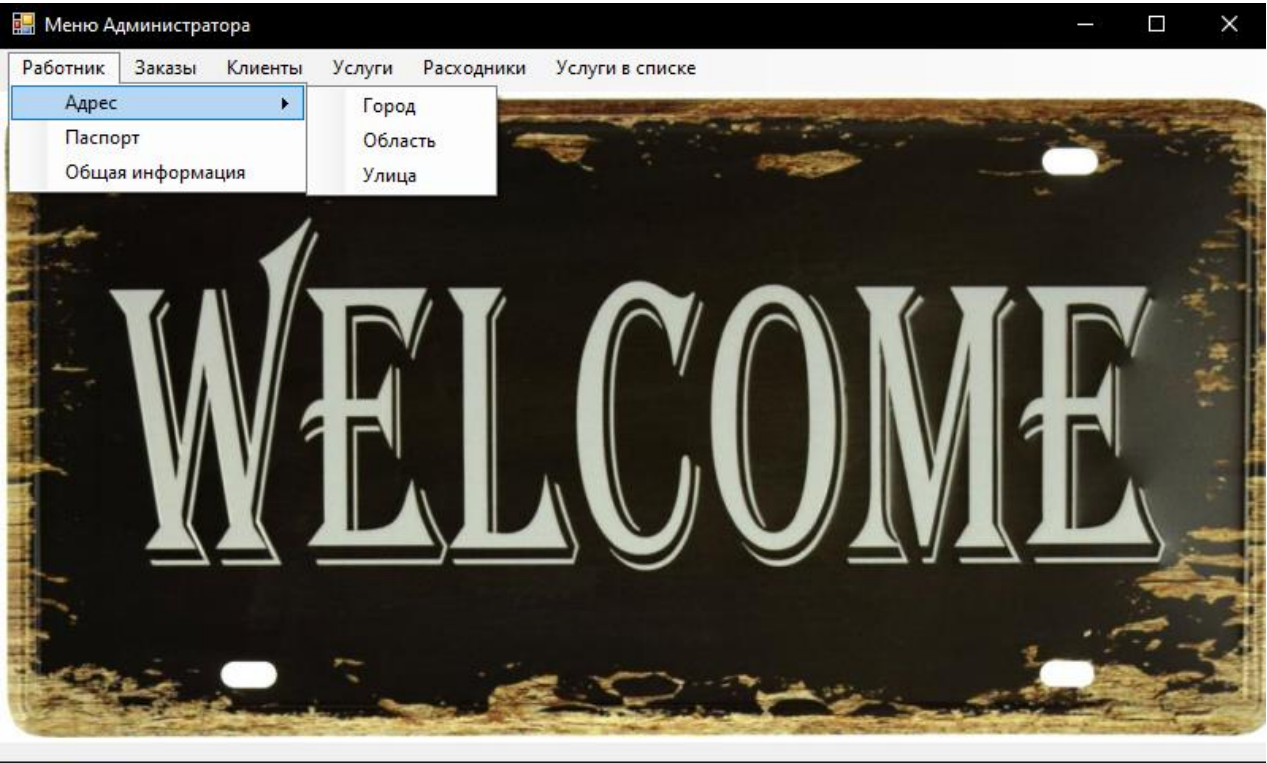 Меню Администратора
Работник Заказы Клиенты Услуги Расходники Услуги в списке
Адрес Город
Паспорт Область
Общая информация Улица
WELCOME